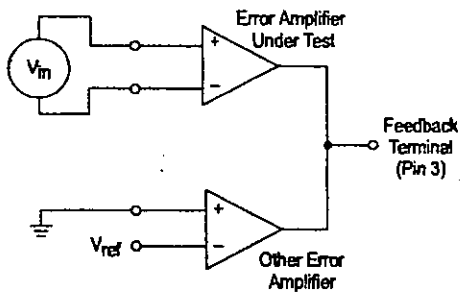 Error Amplifier
Under Test
+
Vin
−
Feedback
Terminal
(Pin 3)
+
Vref
−
Other Error
Amplifier